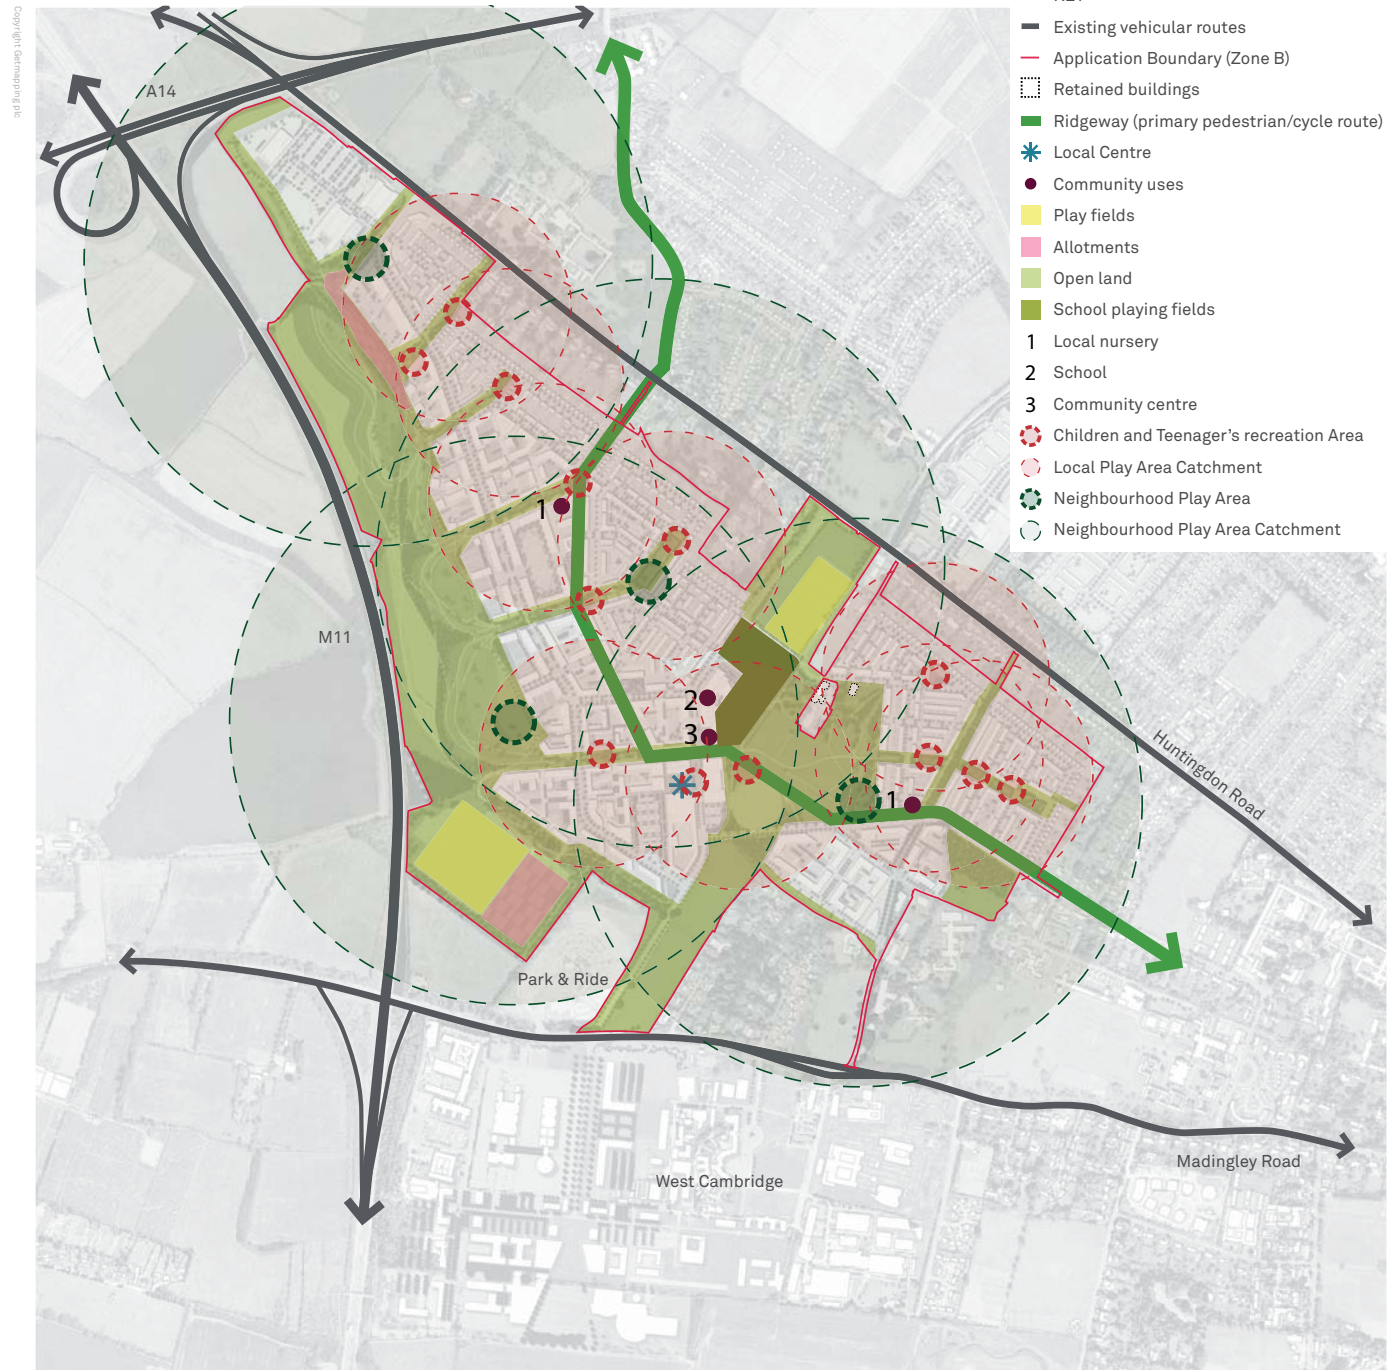 Existing vehicular routes
Application Boundary (Zone B)
Retained buildings
Ridgeway (primary pedestrian/cycle route)
Local Centre
Community uses
Play fields
Allotments
Open land
School playing fields
1 Local nursery
2 School
3 Community centre
Children and Teenager's recreation Area
Local Play Area Catchment
Neighbourhood Play Area
Neighbourhood Play Area Catchment
Copyright Getmapping plc
A14
1
M11
2
3
Huntingdon Road
1
Park & Ride
Madingley Road
West Cambridge